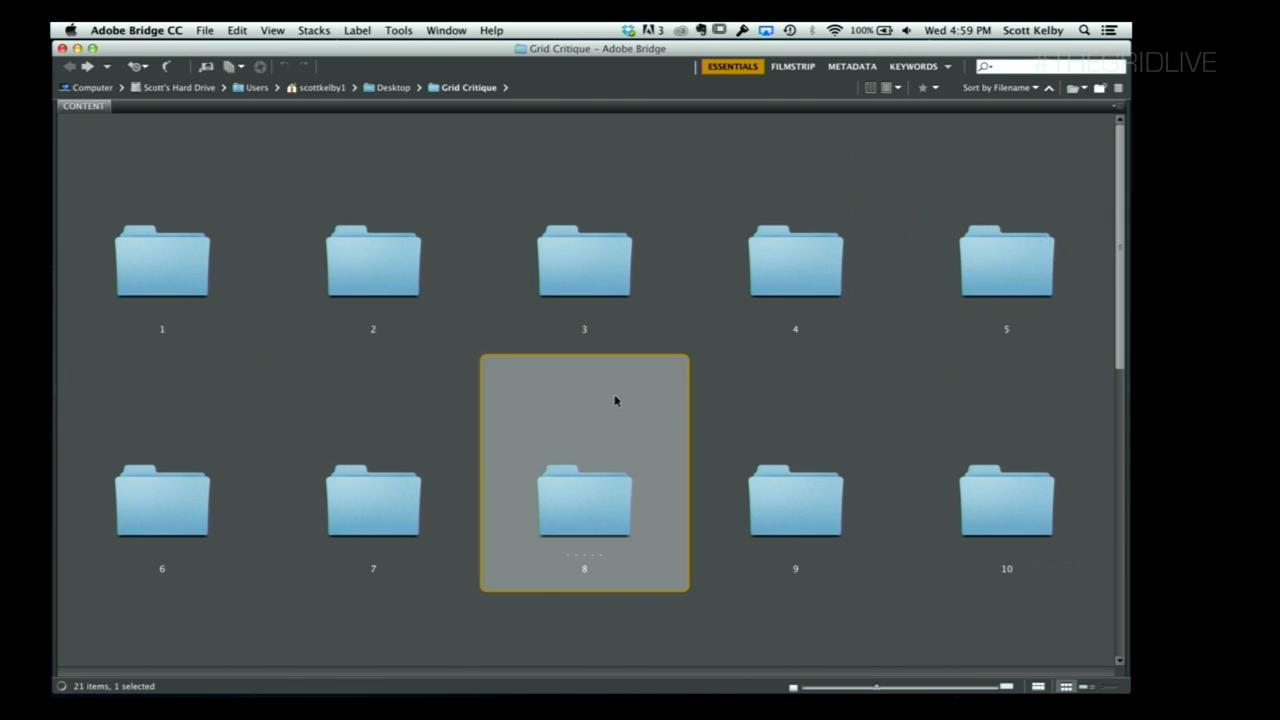 Adobe Bridge CC File Edit View Stacks Label Tools Window Help 3 100% Wed 4:59 PM Scott Kelby
Grid Critique – Adobe Bridge
ESSENTIALS FILMSTRIP METADATA KEYWORDS
#THEGRIDLIVE
Computer Scott's Hard Drive Users scottkelby1 Desktop Grid Critique Sort by Filename
CONTENT
1 2 3 4 5
6 7 8 9 10
21 items, 1 selected